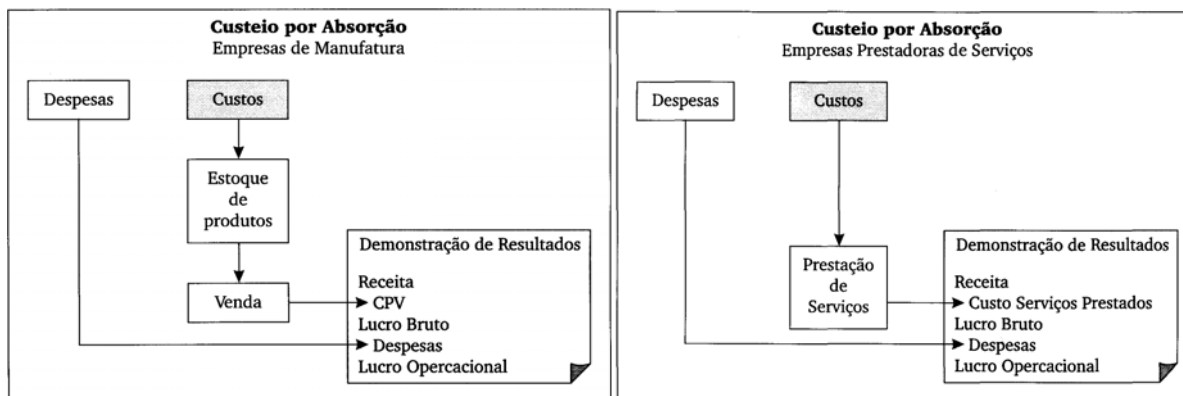 Custeio por Absorção
Empresas de Manufatura
Despesas
Custos
Estoque
de
produtos
Venda
Demonstração de Resultados
Receita
CPV
Lucro Bruto
Despesas
Lucro Opercacional
Custeio por Absorção
Empresas Prestadoras de Serviços
Despesas
Custos
Prestação
de
Serviços
Demonstração de Resultados
Receita
Custo Serviços Prestados
Lucro Bruto
Despesas
Lucro Opercacional